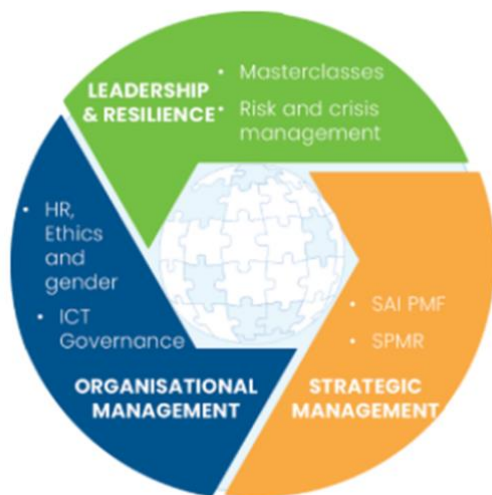 LEADERSHIP
& RESILIENCE
• Masterclasses
• Risk and crisis
management
• HR,
Ethics
and
gender
• ICT
Governance
ORGANISATIONAL
MANAGEMENT
• SAI PMF
• SPMR
STRATEGIC
MANAGEMENT